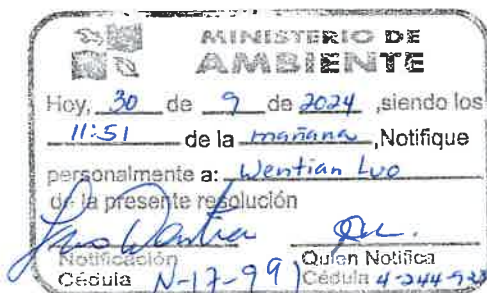 MINISTERIO DE
AMBIENTE
Hoy, 30 de 9 de 2024 ,siendo los
11:51 de la mañana ,Notifique
personalmente a: Wentian Luo
de la presente resolución
Notificación Quien Notifica
Cédula N-17-991 Cédula 4-244-923